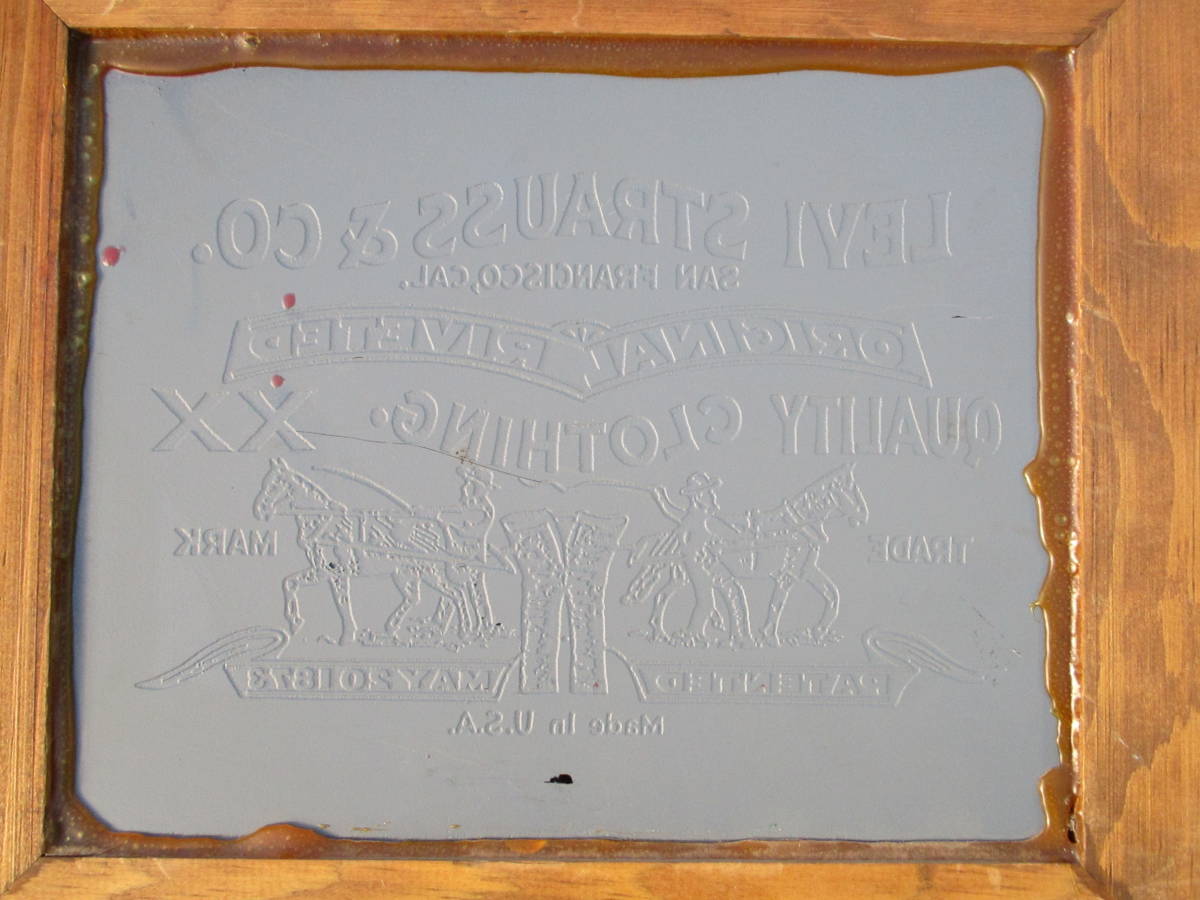 LEVI STRAUSS & CO.
SAN FRANCISCO, CAL.
ORIGINAL RIVETED
QUALITY CLOTHING. XX
TRADE MARK
PATENTED MAY 20 1873
Made In U.S.A.